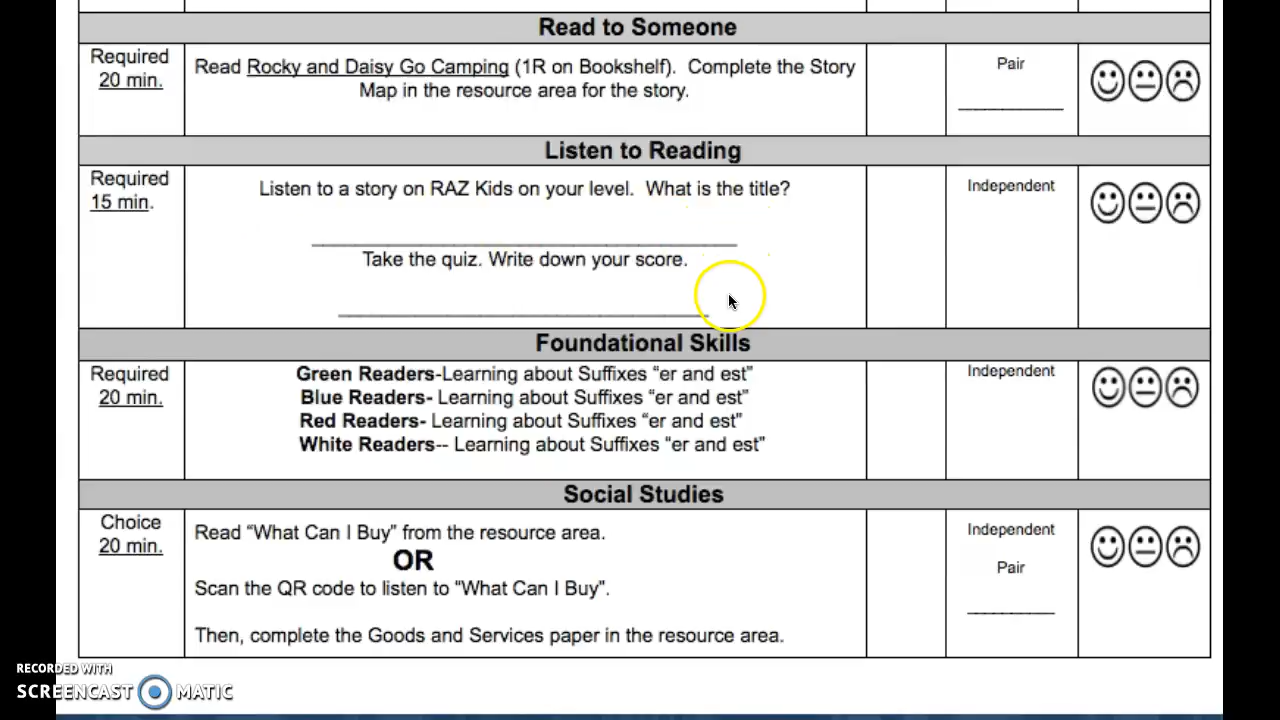 Read to Someone
Required
20 min.
Read Rocky and Daisy Go Camping (1R on Bookshelf).  Complete the Story
Map in the resource area for the story.
Pair
Listen to Reading
Required
15 min.
Listen to a story on RAZ Kids on your level.  What is the title?
Take the quiz. Write down your score.
Independent
Foundational Skills
Required
20 min.
Green Readers-Learning about Suffixes “er and est”
Blue Readers- Learning about Suffixes “er and est”
Red Readers- Learning about Suffixes “er and est”
White Readers-- Learning about Suffixes “er and est”
Independent
Social Studies
Choice
20 min.
Read “What Can I Buy” from the resource area.
OR
Scan the QR code to listen to “What Can I Buy”.
Then, complete the Goods and Services paper in the resource area.
Independent
Pair
RECORDED WITH
SCREENCAST MATIC